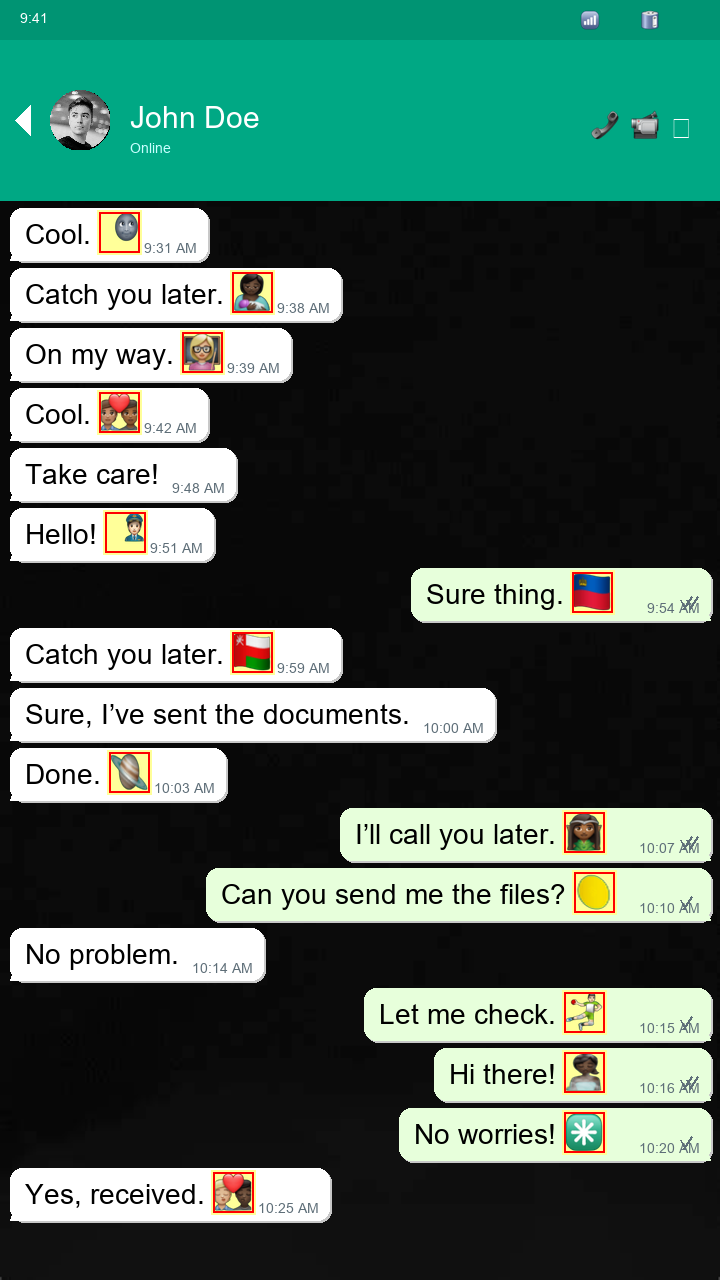 9:41
John Doe
Online
Cool. 9:31 AM
Catch you later. 9:38 AM
On my way. 9:39 AM
Cool. 9:42 AM
Take care! 9:48 AM
Hello! 9:51 AM
Sure thing. 9:54 AM
Catch you later. 9:59 AM
Sure, I’ve sent the documents. 10:00 AM
Done. 10:03 AM
I’ll call you later. 10:07 AM
Can you send me the files? 10:10 AM
No problem. 10:14 AM
Let me check. 10:15 AM
Hi there! 10:16 AM
No worries! 10:20 AM
Yes, received. 10:25 AM